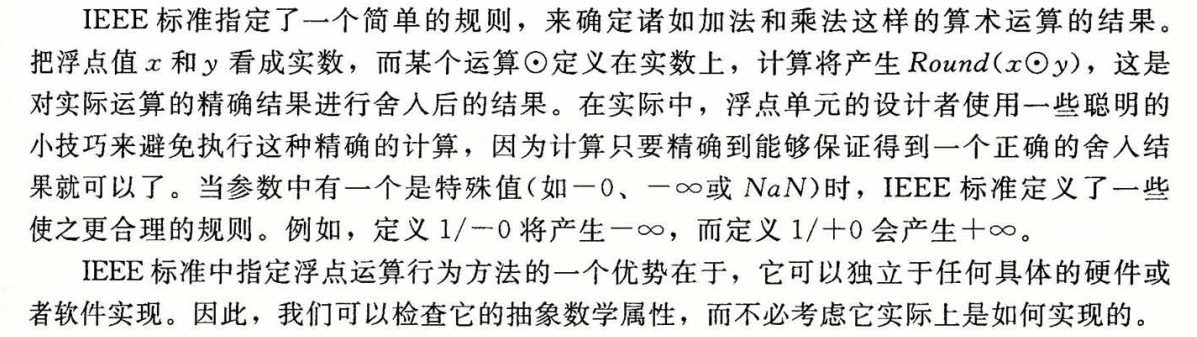 IEEE 标准指定了一个简单的规则，来确定诸如加法和乘法这样的算术运算的结果。
把浮点值 x 和 y 看成实数，而某个运算⊙定义在实数上，计算将产生 Round(x⊙y)，这是
对实际运算的精确结果进行舍入后的结果。在实际中，浮点单元的设计者使用一些聪明的
小技巧来避免执行这种精确的计算，因为计算只要精确到能够保证得到一个正确的舍入结
果就可以了。当参数中有一个是特殊值(如－0、－∞或 NaN)时，IEEE 标准定义了一些
使之更合理的规则。例如，定义 1/－0 将产生－∞，而定义 1/＋0 会产生＋∞。
IEEE 标准中指定浮点运算行为方法的一个优势在于，它可以独立于任何具体的硬件或
者软件实现。因此，我们可以检查它的抽象数学属性，而不必考虑它实际上是如何实现的。